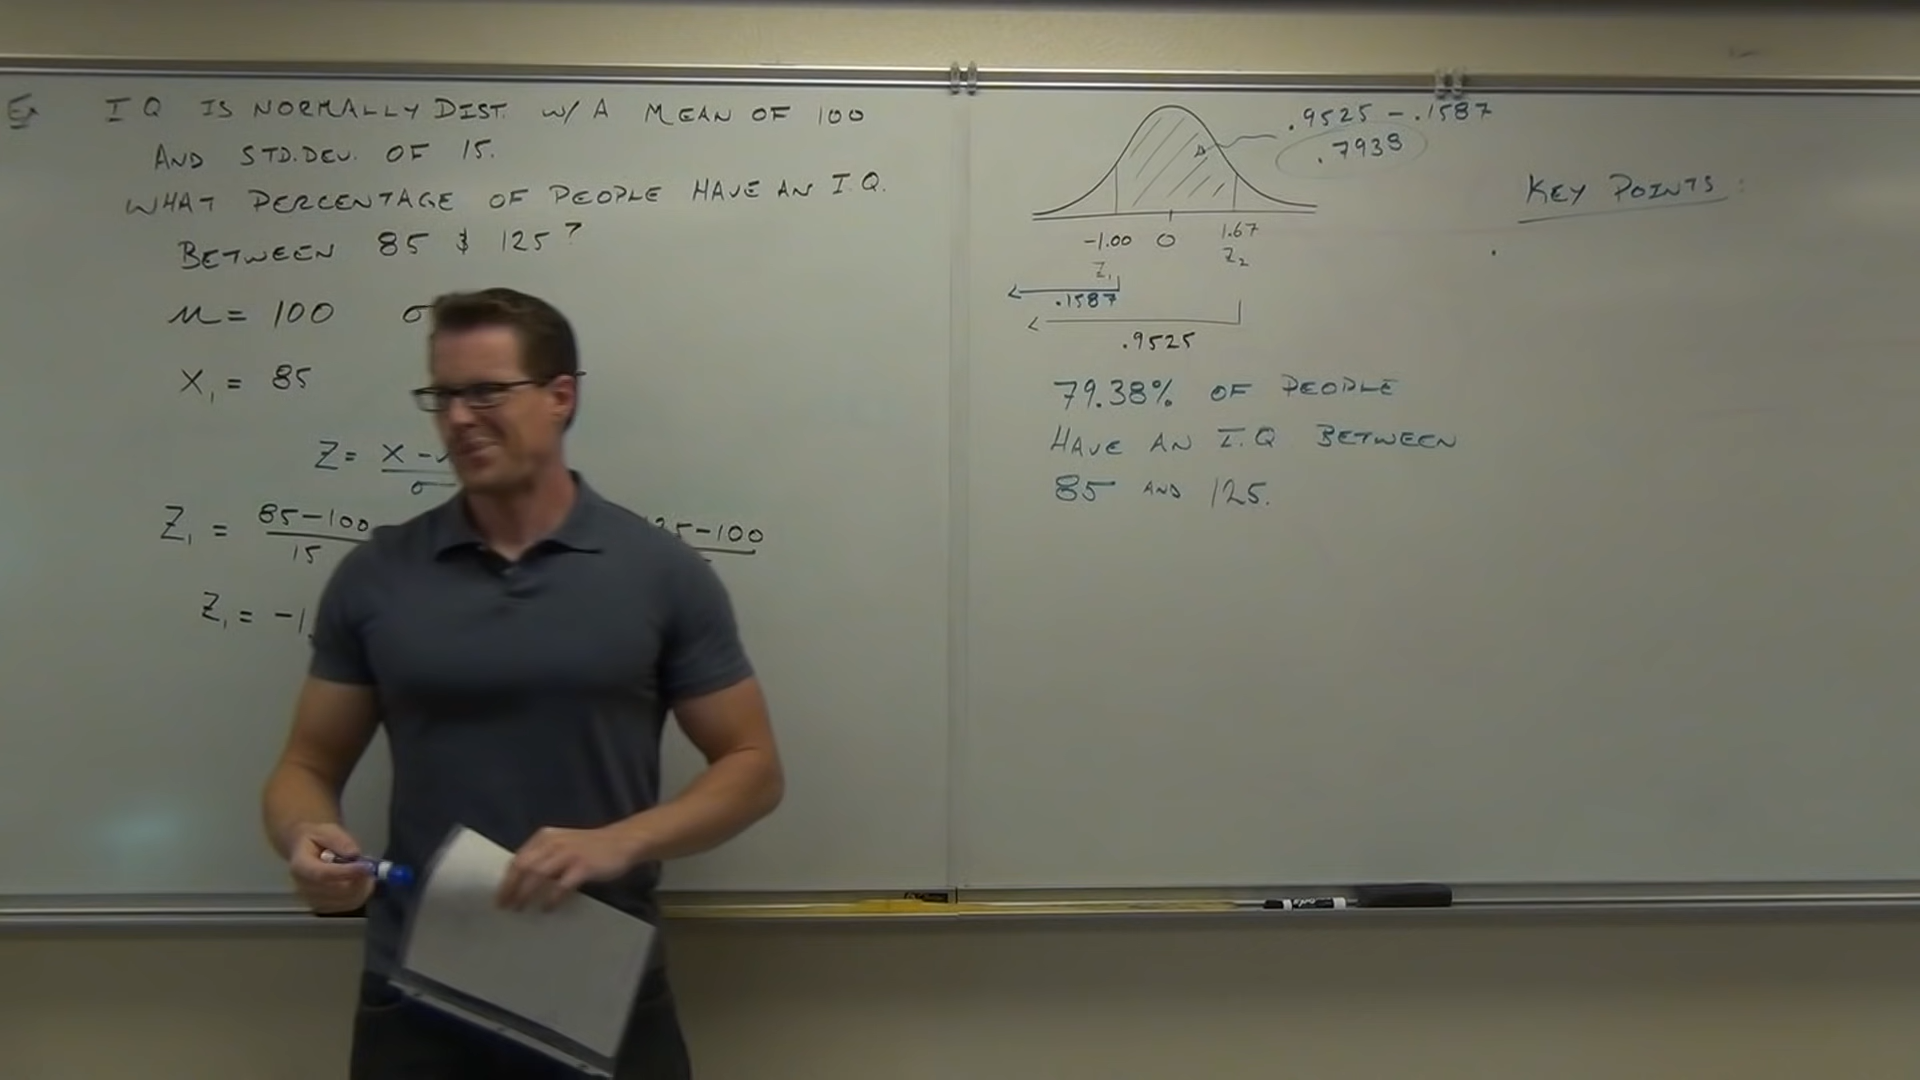 Ex IQ IS NORMALLY DIST. W/ A MEAN OF 100
AND STD.DEV. OF 15.
WHAT PERCENTAGE OF PEOPLE HAVE AN I.Q.
BETWEEN 85 & 125?
μ = 100 σ
X₁ = 85
Z = X -
σ
Z₁ = 85-100
15
25-100
Z₁ = -1.
.9525 - .1587
.7938
-1.00 0 1.67
Z₁ Z₂
.1587
.9525
79.38% OF PEOPLE
HAVE AN I.Q BETWEEN
85 AND 125.
KEY POINTS: